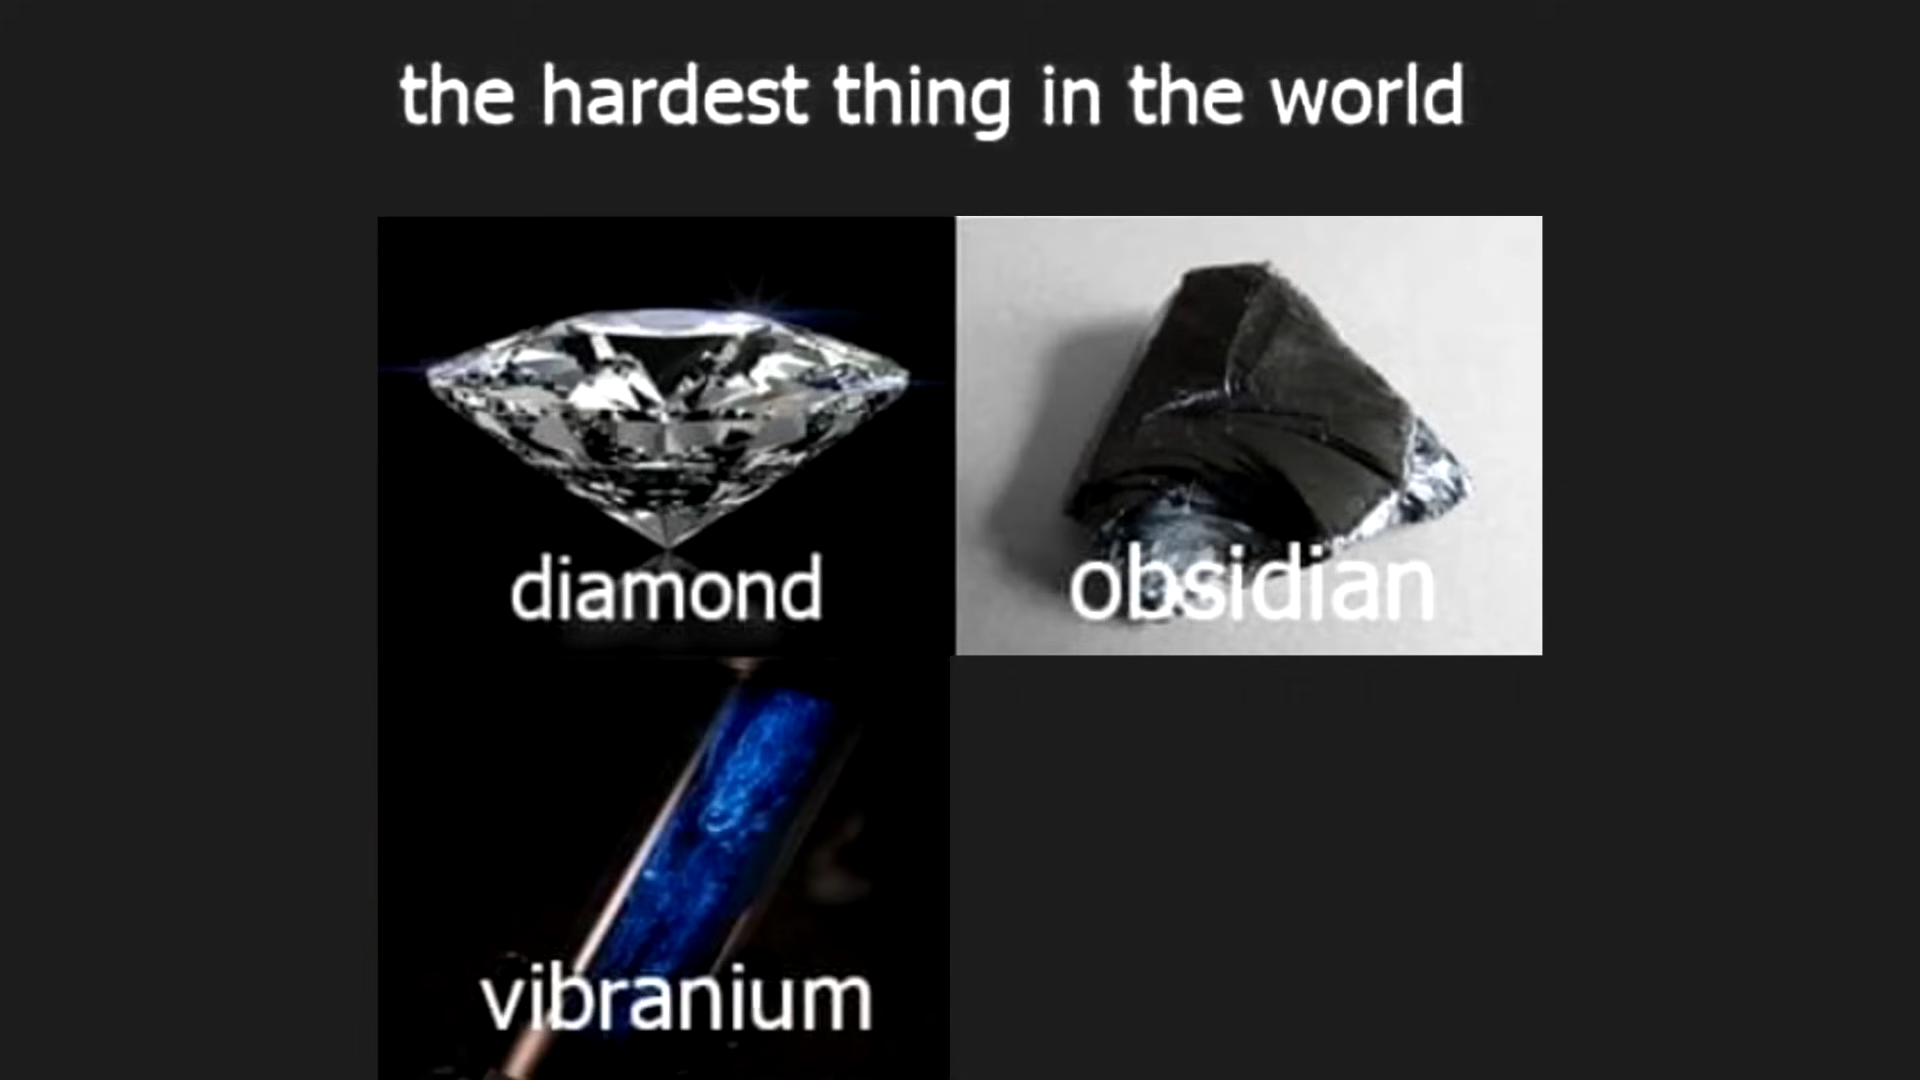 the hardest thing in the world
diamond
obsidian
vibranium